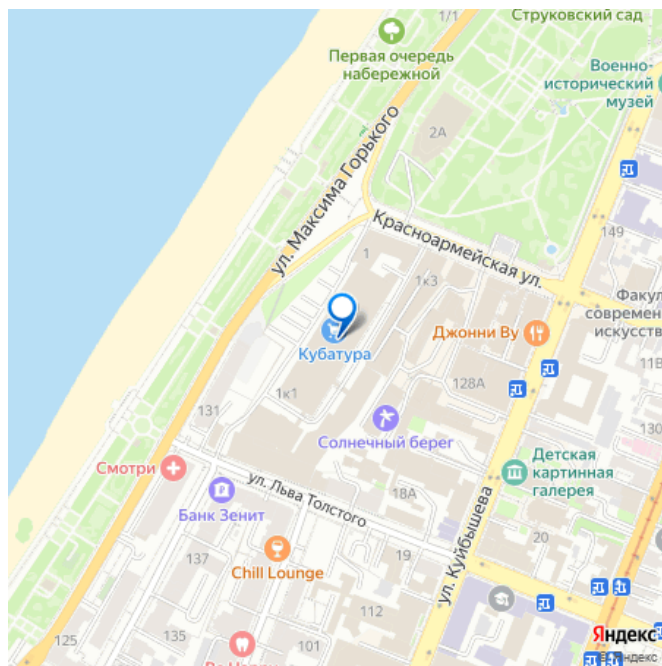 1/1
Струковский сад
Первая очередь
набережной
Военно-
исторический
музей
2А
ул. Максима Горького
Красноармейская ул.
149
1
1к3
Факул
современ
искусств
Кубатура
Джонни Ву
11В
128А
1к1
131
Солнечный берег
130
Смотри
Детская
картинная
галерея
ул. Льва Толстого
18А
Банк Зенит
ул. Куйбышева
137
19
20
Chill Lounge
112
125
135
101
Яндекс